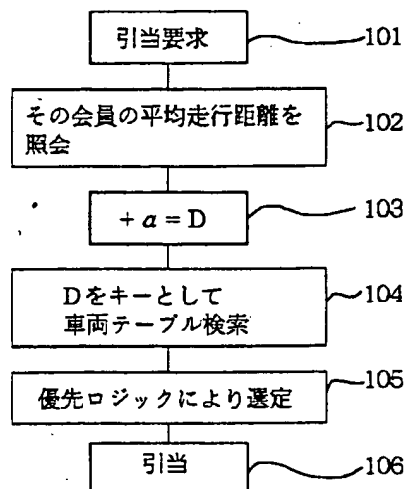 引当要求
101
その会員の平均走行距離を
照会
102
+α=D
103
Dをキーとして
車両テーブル検索
104
優先ロジックにより選定
105
引当
106